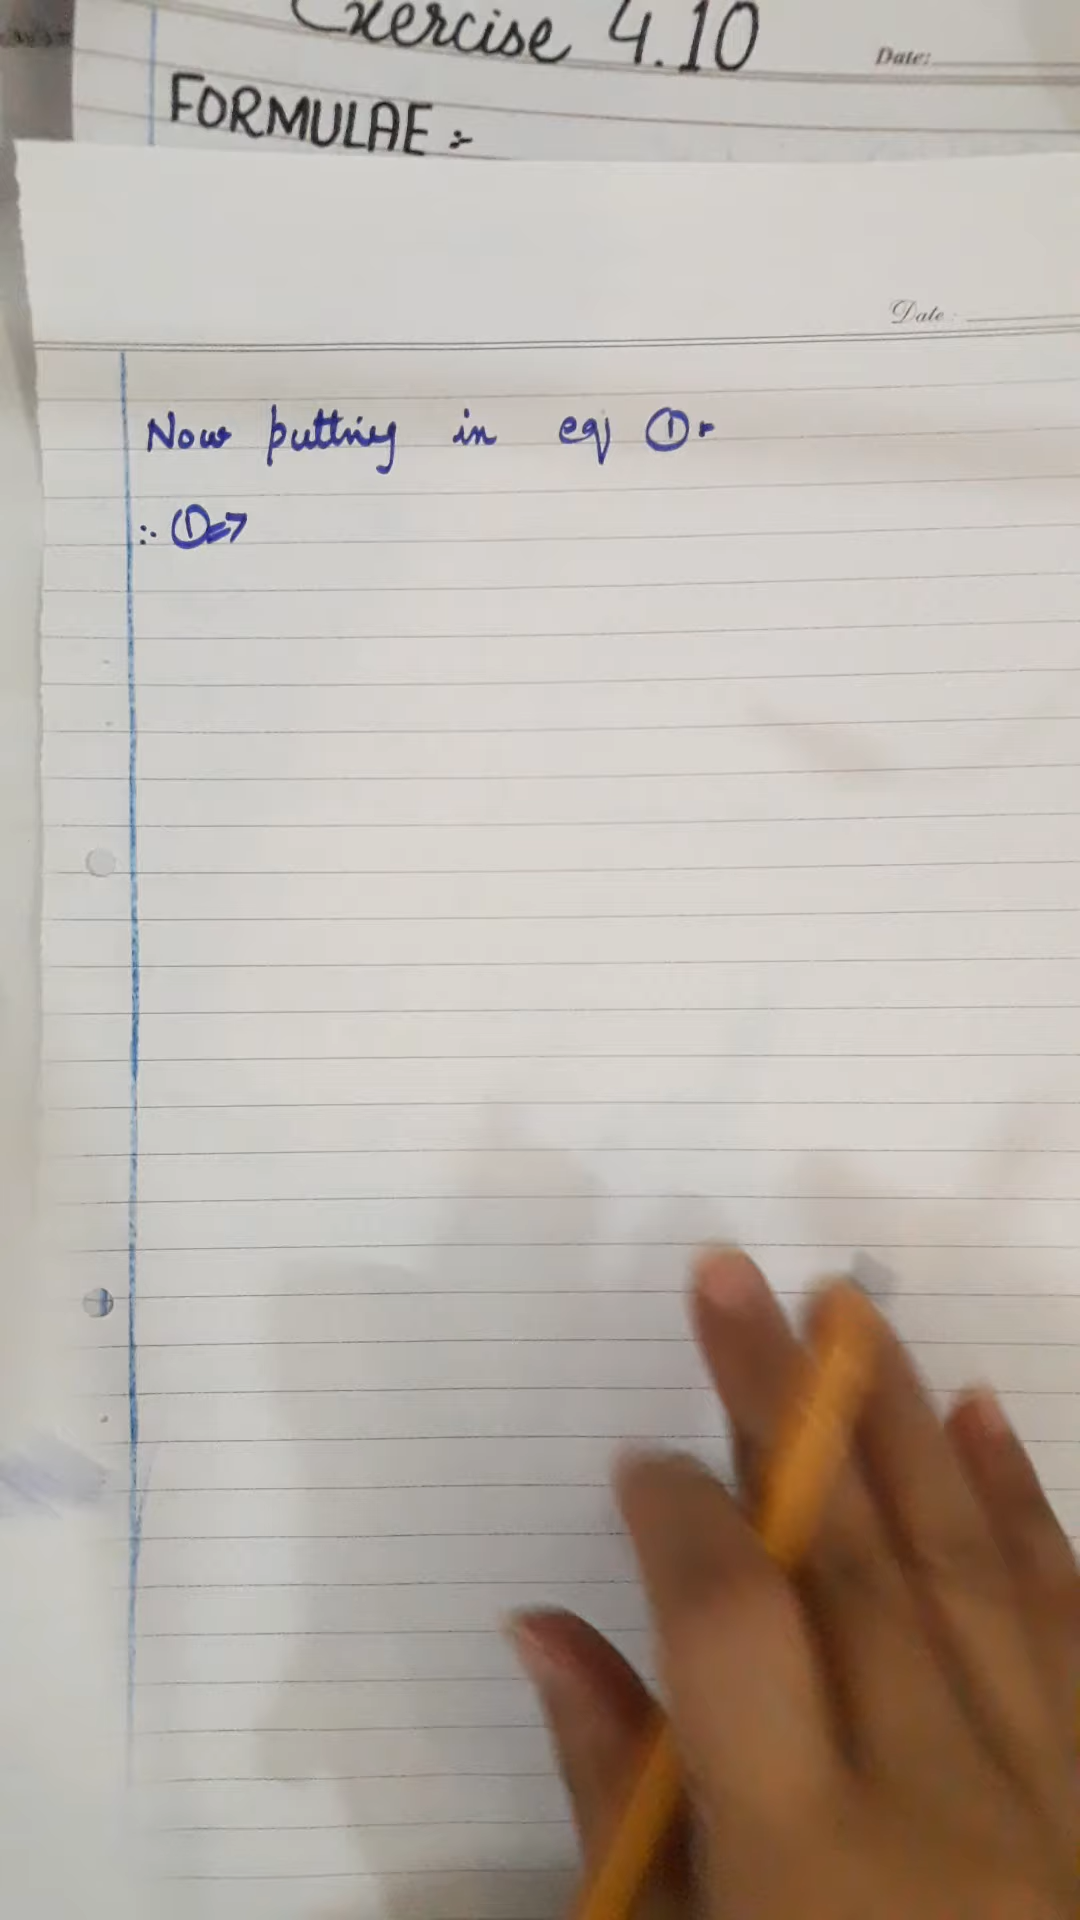 Exercise 4.10
Date:
FORMULAE :-
Date:
Now putting in eq ①:-
∴ ①=>